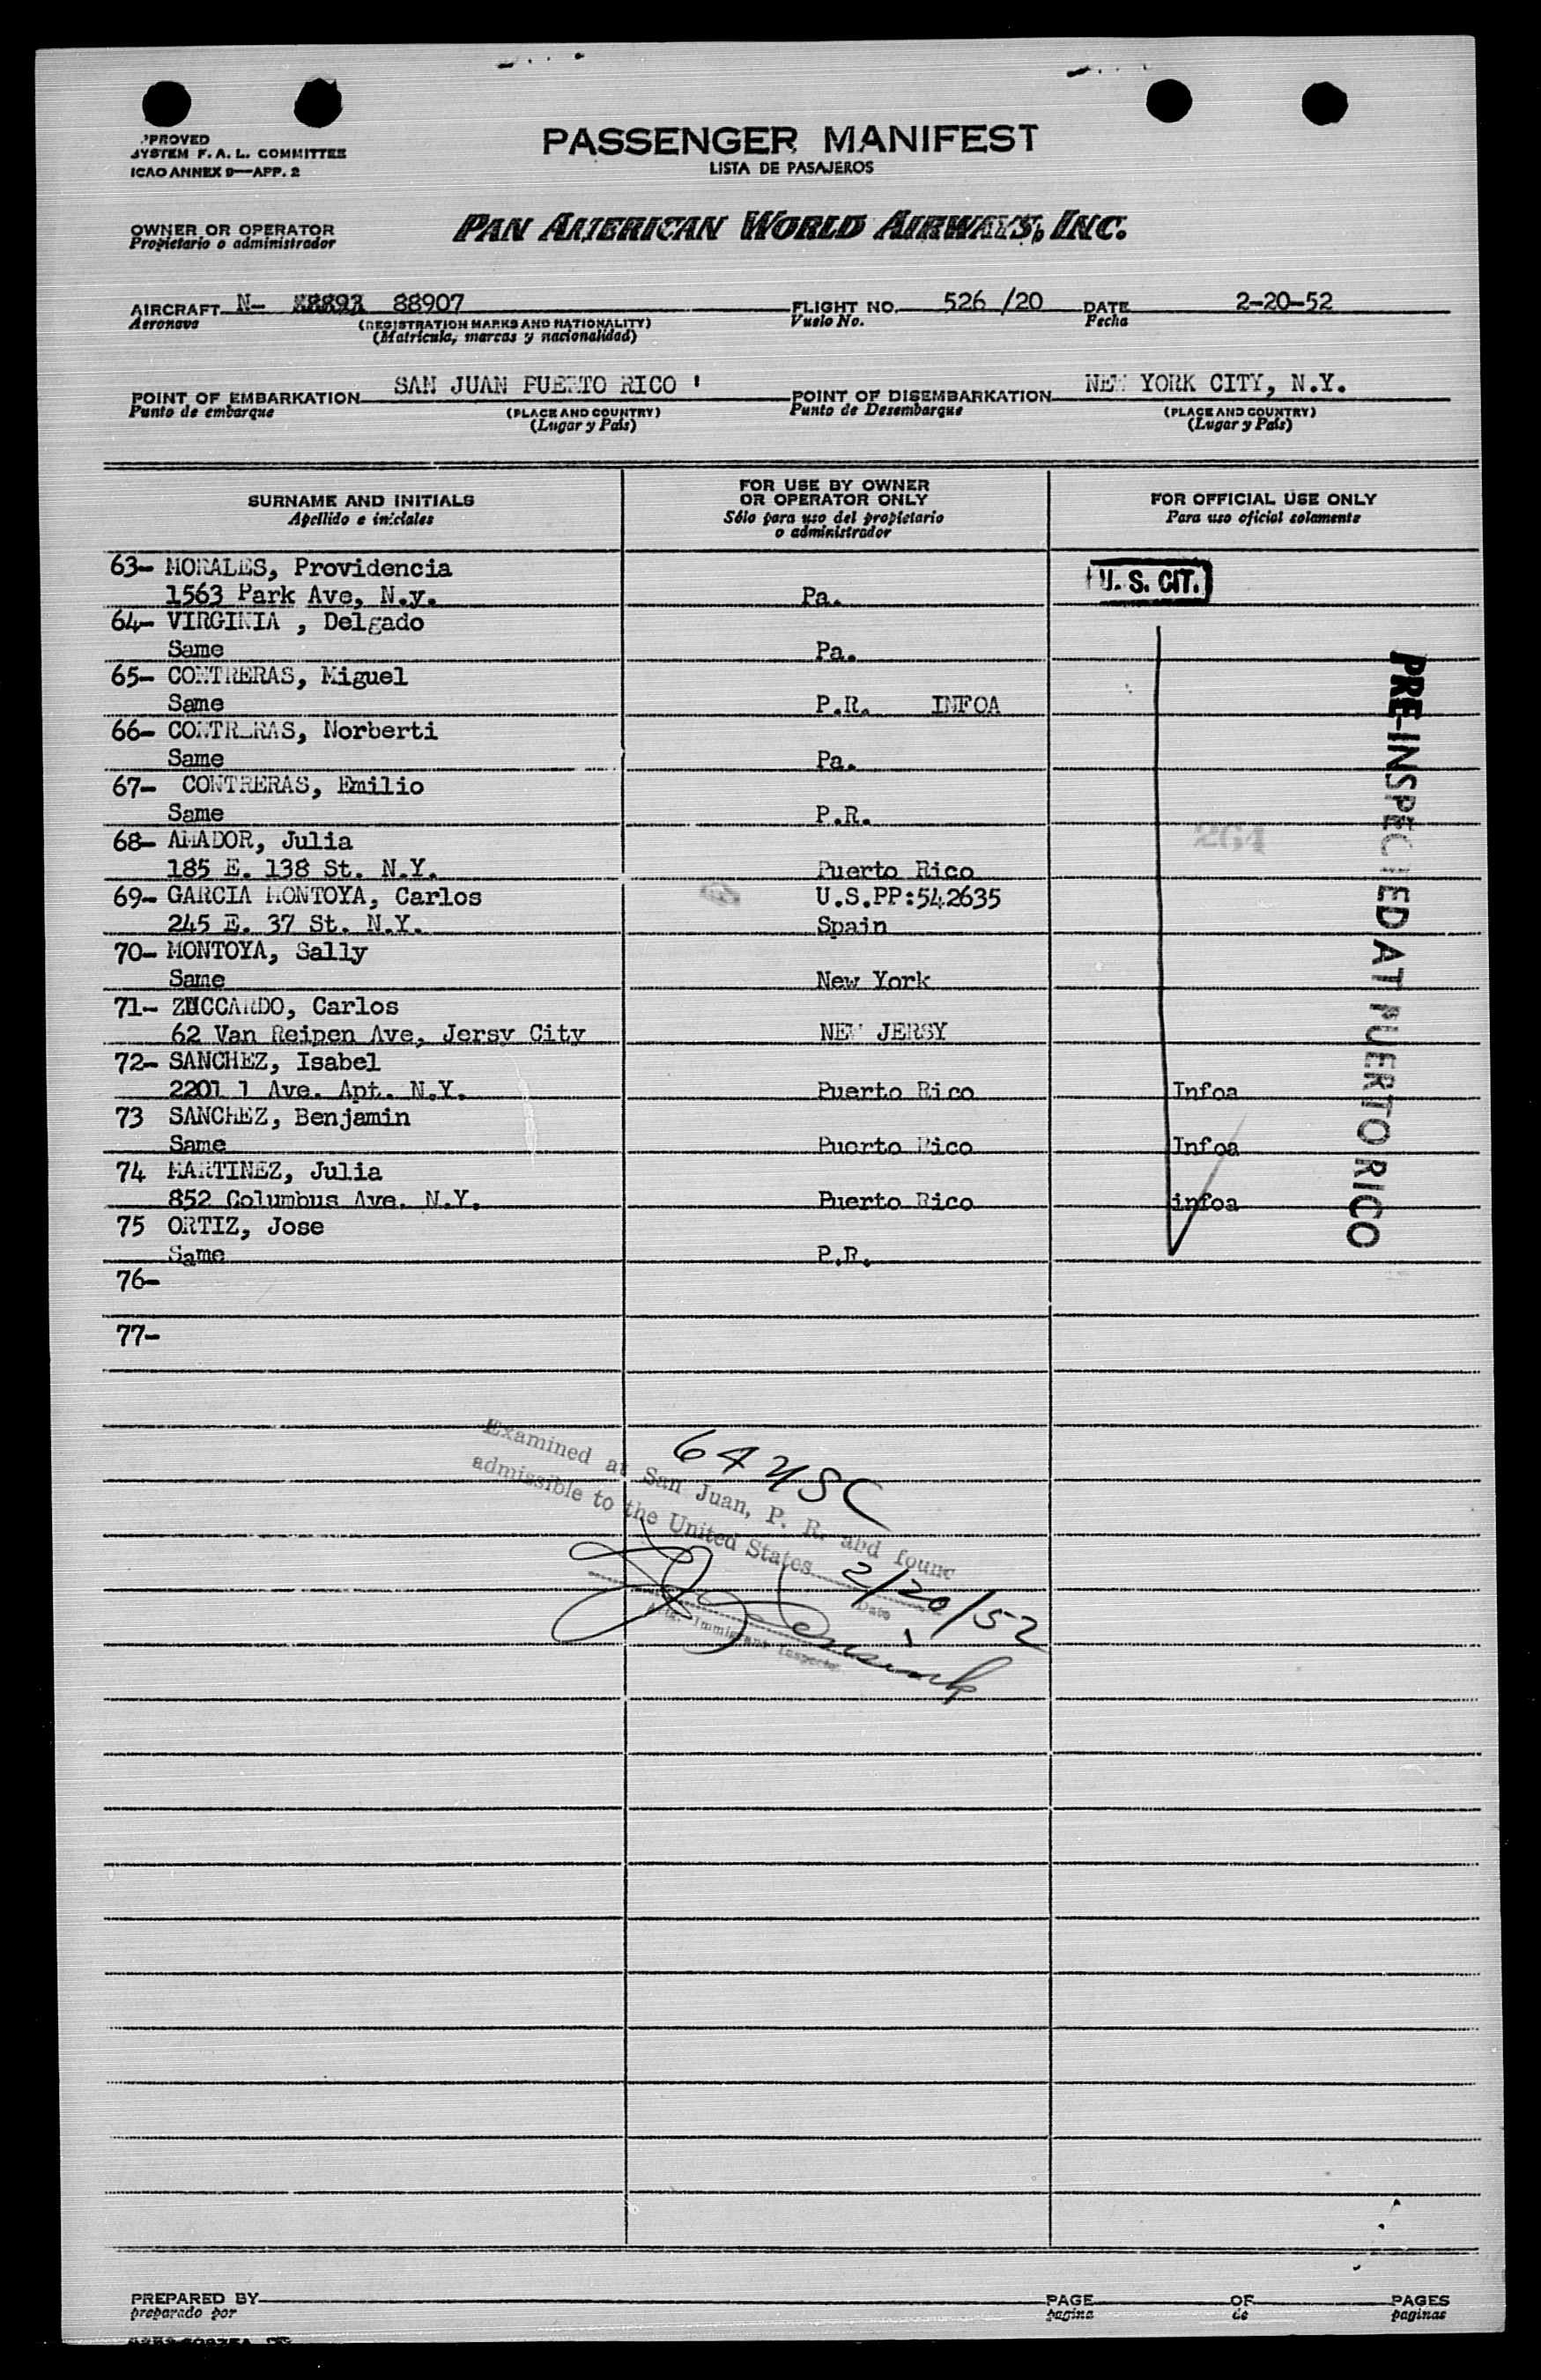 PROVED
SYSTEM F. A. L. COMMITTEE
ICAO ANNEX 9—APP. 2
PASSENGER MANIFEST
LISTA DE PASAJEROS
OWNER OR OPERATOR
Propietario o administrador
PAN AMERICAN WORLD AIRWAYS, INC.
AIRCRAFT N- 88907
Aeronave
(REGISTRATION MARKS AND NATIONALITY)
(Matrícula, marcas y nacionalidad)
FLIGHT NO. 526 /20
Vuelo No.
DATE 2-20-52
Fecha
POINT OF EMBARKATION SAN JUAN PUERTO RICO '
Punto de embarque
(PLACE AND COUNTRY)
(Lugar y País)
POINT OF DISEMBARKATION NEW YORK CITY, N.Y.
Punto de Desembarque
(PLACE AND COUNTRY)
(Lugar y País)
SURNAME AND INITIALS
Apellido e iniciales
FOR USE BY OWNER
OR OPERATOR ONLY
Sólo para uso del propietario
o administrador
FOR OFFICIAL USE ONLY
Para uso oficial solamente
63- MORALES, Providencia
1563 Park Ave, N.y. Pa.
U. S. CIT.
64- VIRGINIA , Delgado
Same Pa.
65- CONTRERAS, Miguel
Same P.R. INFOA
66- CONTRERAS, Norberti
Same Pa.
67- CONTRERAS, Emilio
Same P.R.
264
68- AMADOR, Julia
185 E. 138 St. N.Y. Puerto Rico
69- GARCIA MONTOYA, Carlos U.S.PP:542635
245 E. 37 St. N.Y. Spain
70- MONTOYA, Sally
Same New York
71- ZUCCARDO, Carlos
62 Van Reipen Ave, Jersy City NEW JERSY
72- SANCHEZ, Isabel
2201 1 Ave. Apt. N.Y. Puerto Rico Infoa
73 SANCHEZ, Benjamin
Same Puerto Rico Infoa
74 MARTINEZ, Julia
852 Columbus Ave. N.Y. Puerto Rico infoa
75 ORTIZ, Jose
Same P.R.
76-
77-
PRE-INSPECTED AT PUERTO RICO
64 USC
Examined at San Juan, P. R. and found
admissible to the United States 2/20/52
Date
Immigrant Inspector
PREPARED BY
preparado por
PAGE OF PAGES
pagina de paginas